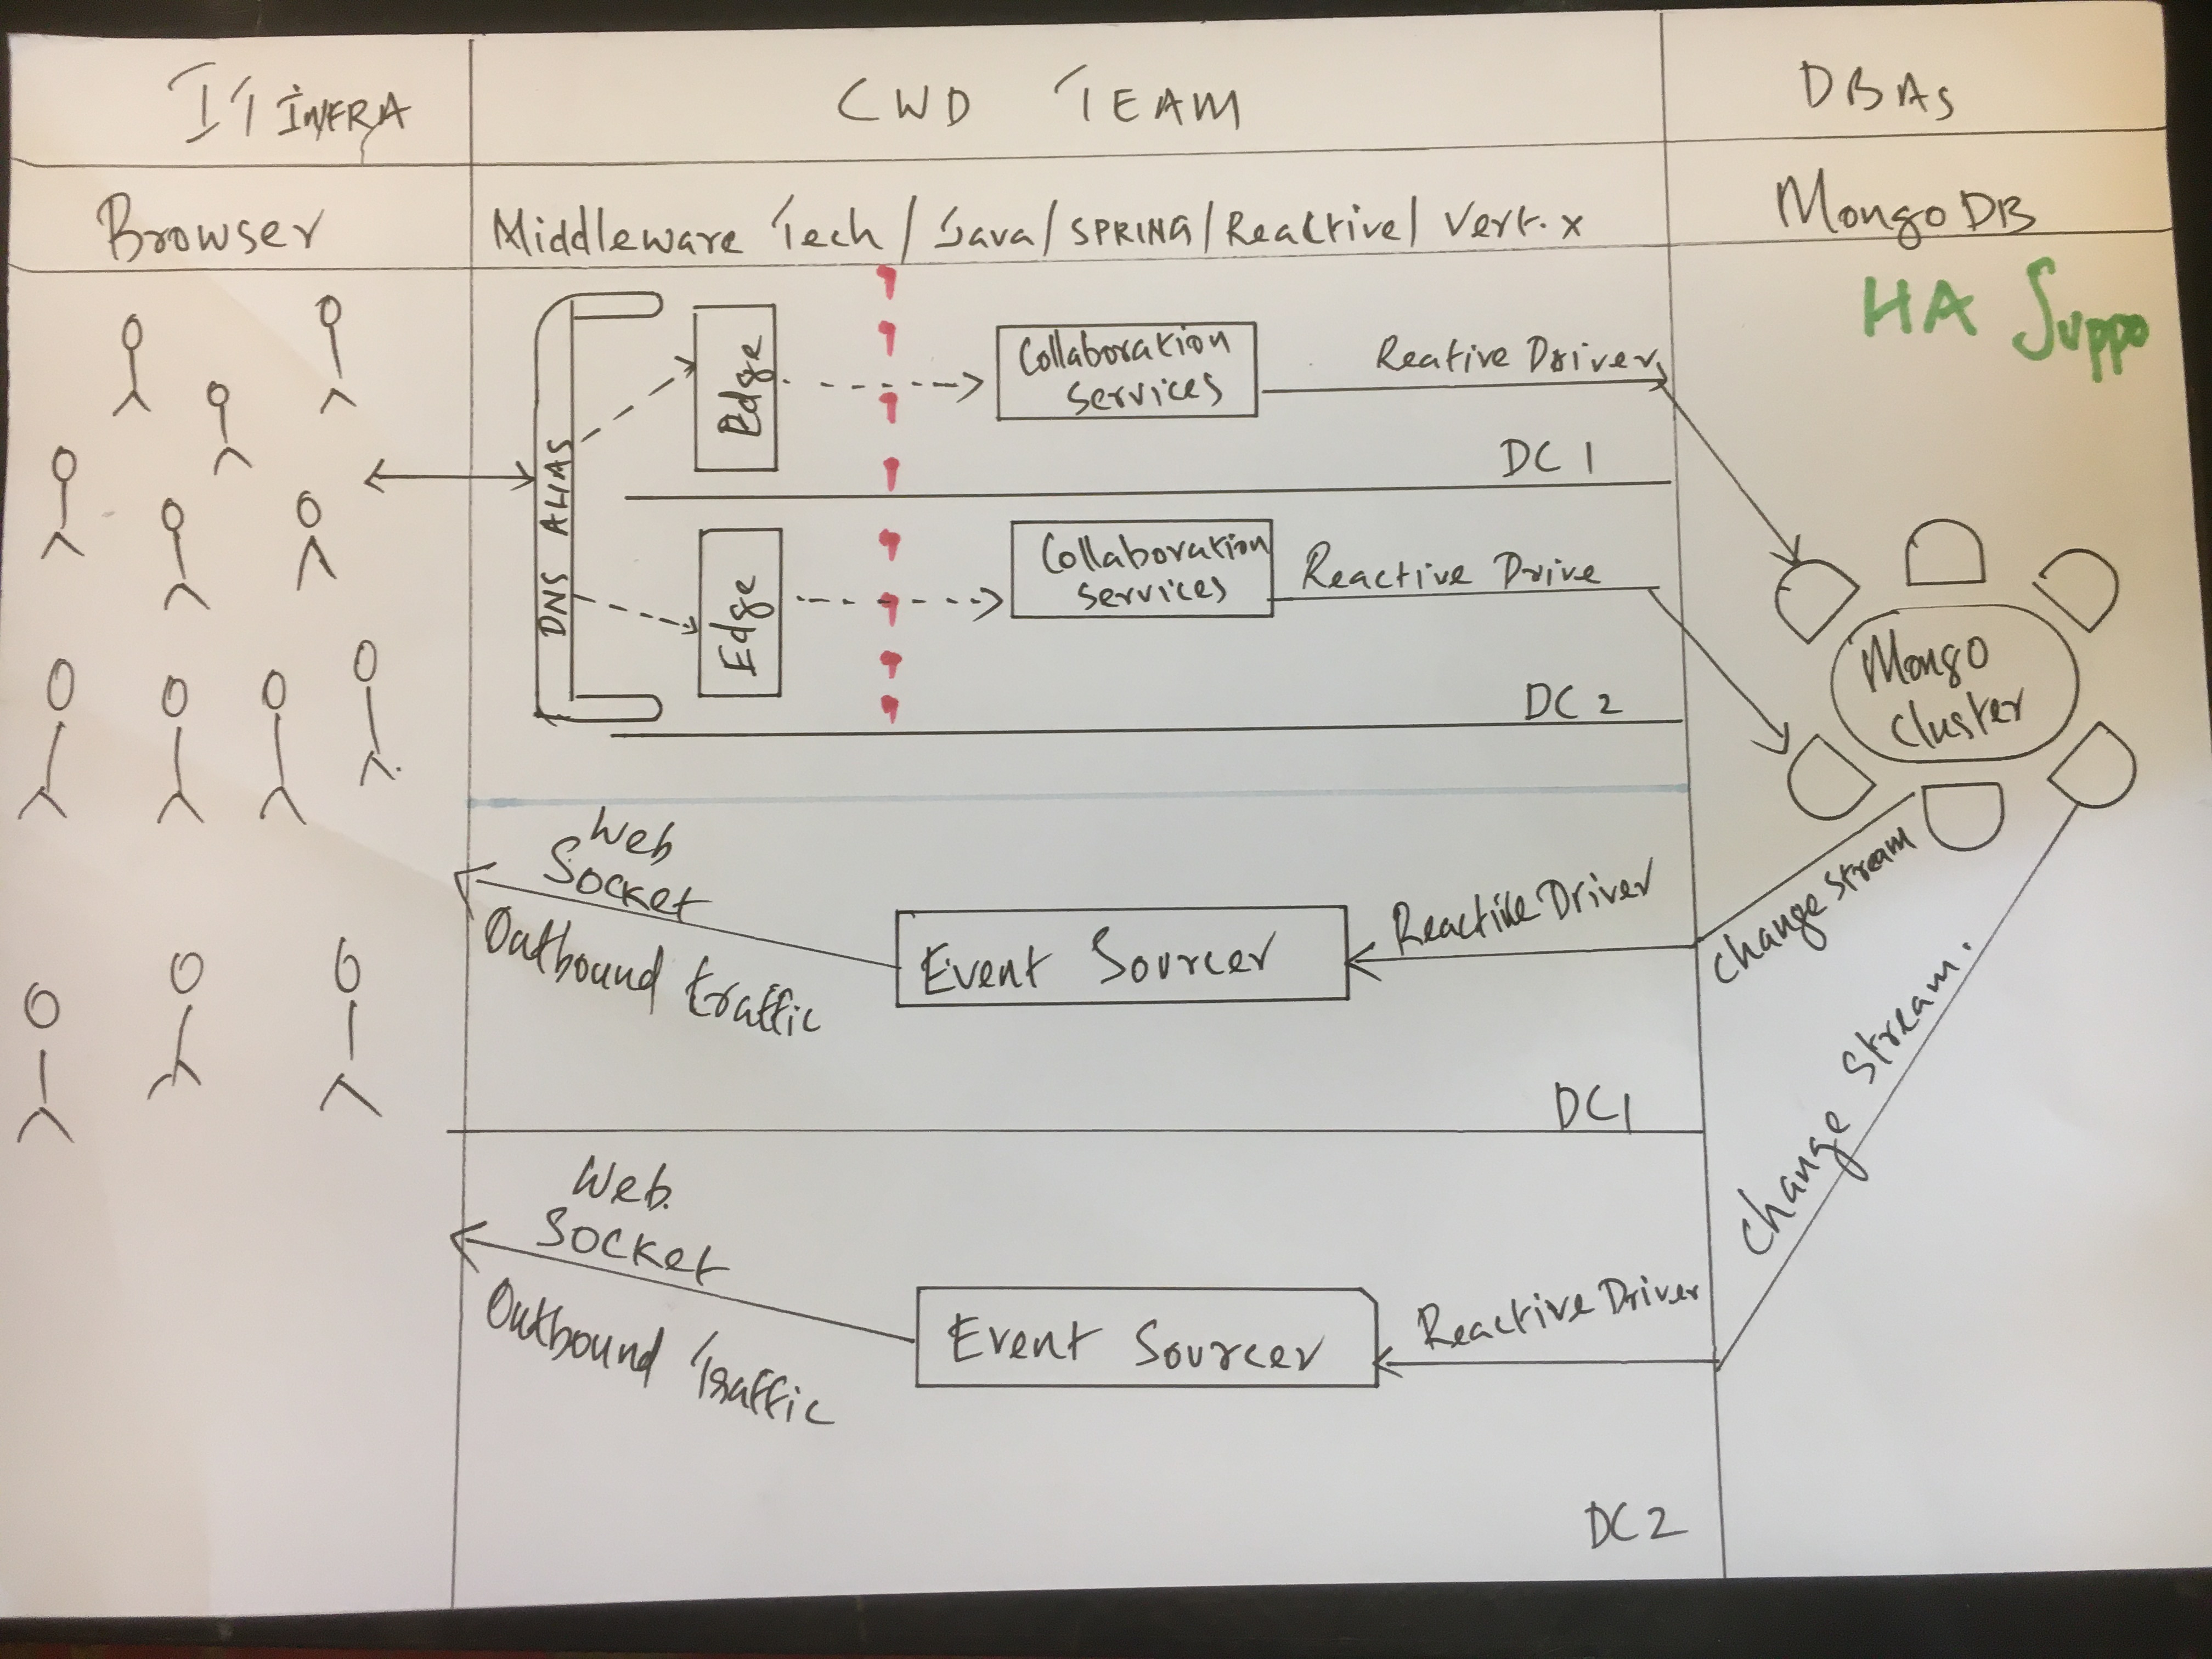 IT INFRA
CWD TEAM
DBAs
Browser
Middleware Tech / Java / SPRING / Reactive / Vert.x
MongoDB
HA Suppo
DNS ALIAS
Edge
Collaboration
Services
Reative Driver
DC 1
Edge
Collaboration
Services
Reactive Drive
DC 2
Mongo
Cluster
Web
Socket
Outbound traffic
Event Sourcer
Reactive Driver
Change Stream
DC1
Change Stream.
Web
Socket
Outbound Traffic
Event Sourcer
Reactive Driver
DC2